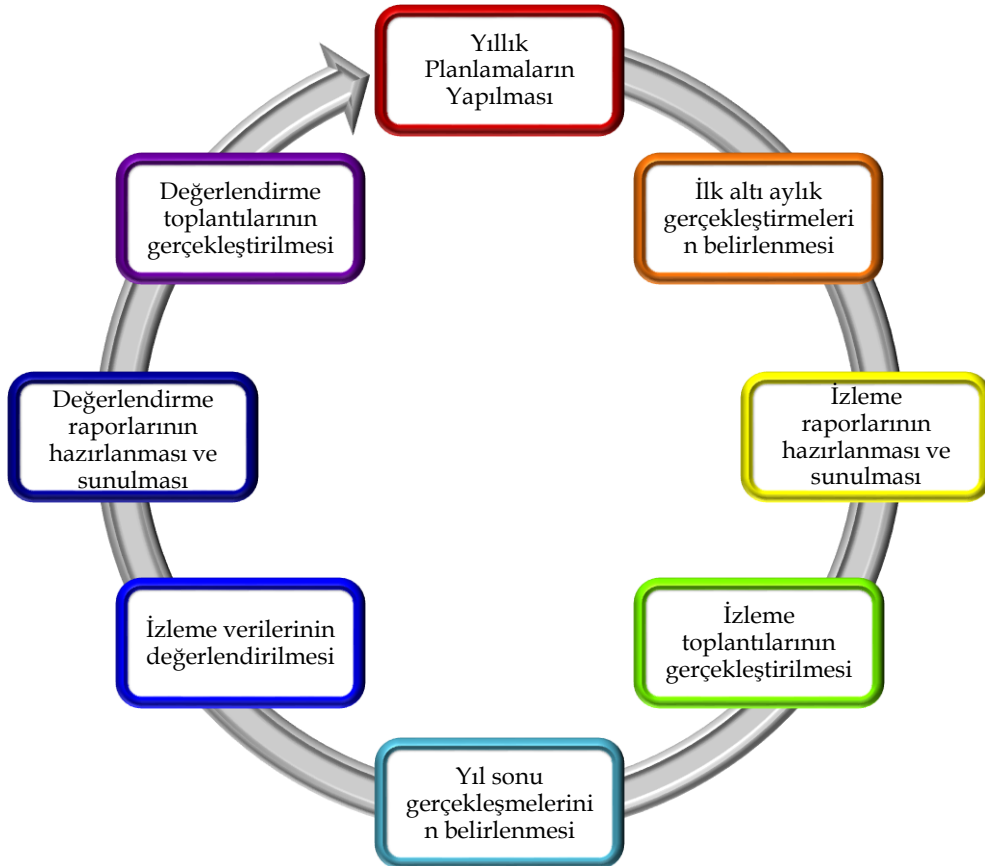 Yıllık
Planlamaların
Yapılması
İlk altı aylık
gerçekleştirmeleri
n belirlenmesi
İzleme
raporlarının
hazırlanması ve
sunulması
İzleme
toplantılarının
gerçekleştirilmesi
Yıl sonu
gerçekleşmelerini
n belirlenmesi
İzleme verilerinin
değerlendirilmesi
Değerlendirme
raporlarının
hazırlanması ve
sunulması
Değerlendirme
toplantılarının
gerçekleştirilmesi